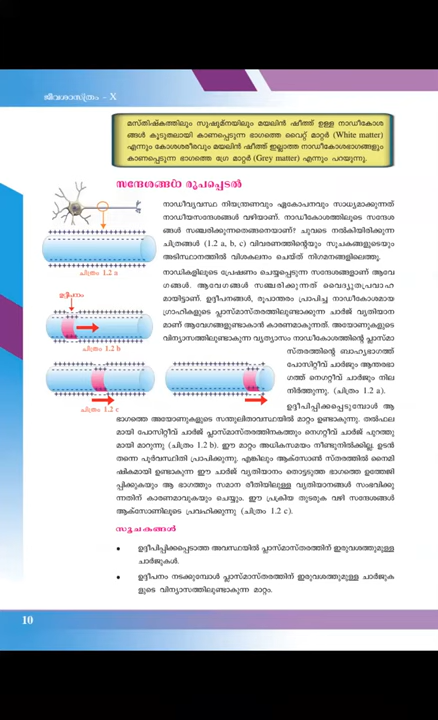 ജീവശാസ്ത്രം - X
മസ്തിഷ്കത്തിലും സുഷുമ്നയിലും മയലിൻ ഷീത്ത് ഉള്ള നാഡീകോശ
ങ്ങൾ കൂടുതലായി കാണപ്പെടുന്ന ഭാഗത്തെ വൈറ്റ് മാറ്റർ (White matter)
എന്നും കോശശരീരവും മയലിൻ ഷീത്ത് ഇല്ലാത്ത നാഡീകോശഭാഗങ്ങളും
കാണപ്പെടുന്ന ഭാഗത്തെ ഗ്രേ മാറ്റർ (Grey matter) എന്നും പറയുന്നു.
സന്ദേശങ്ങൾ രൂപപ്പെടൽ
നാഡീവ്യവസ്ഥ നിയന്ത്രണവും ഏകോപനവും സാധ്യമാക്കുന്നത്
നാഡീയസന്ദേശങ്ങൾ വഴിയാണ്. നാഡീകോശത്തിലൂടെ സന്ദേശ
ങ്ങൾ സഞ്ചരിക്കുന്നതെങ്ങനെയാണ്? ചുവടെ നൽകിയിരിക്കുന്ന
ചിത്രങ്ങൾ (1.2 a, b, c) വിവരണത്തിന്റെയും സൂചകങ്ങളുടെയും
അടിസ്ഥാനത്തിൽ വിശകലനം ചെയ്ത് നിഗമനങ്ങളിലെത്തൂ.
ചിത്രം 1.2 a
നാഡികളിലൂടെ പ്രേഷണം ചെയ്യപ്പെടുന്ന സന്ദേശങ്ങളാണ് ആവേ
ഗങ്ങൾ. ആവേഗങ്ങൾ സഞ്ചരിക്കുന്നത് വൈദ്യുതപ്രവാഹ
മായിട്ടാണ്. ഉദ്ദീപനങ്ങൾ, രൂപാന്തരം പ്രാപിച്ച നാഡീകോശമായ
ഗ്രാഹികളുടെ പ്ലാസ്മാസ്തരത്തിലുണ്ടാക്കുന്ന ചാർജ് വ്യതിയാന
മാണ് ആവേഗങ്ങളുണ്ടാകാൻ കാരണമാകുന്നത്. അയോണുകളുടെ
വിന്യാസത്തിലുണ്ടാകുന്ന വ്യത്യാസം നാഡീകോശത്തിന്റെ പ്ലാസ്മാ
ഉദ്ദീപനം
ചിത്രം 1.2 b
സ്തരത്തിന്റെ ബാഹ്യഭാഗത്ത്
പോസിറ്റീവ് ചാർജും ആന്തരഭാ
ഗത്ത് നെഗറ്റീവ് ചാർജും നില
നിർത്തുന്നു. (ചിത്രം 1.2 a).
ചിത്രം 1.2 c
ഉദ്ദീപിപ്പിക്കപ്പെടുമ്പോൾ ആ
ഭാഗത്തെ അയോണുകളുടെ സന്തുലിതാവസ്ഥയിൽ മാറ്റം ഉണ്ടാകുന്നു. തൽഫല
മായി പോസിറ്റീവ് ചാർജ് പ്ലാസ്മാസ്തരത്തിനകത്തും നെഗറ്റീവ് ചാർജ് പുറത്തു
മായി മാറുന്നു (ചിത്രം 1.2 b). ഈ മാറ്റം അധികസമയം നീണ്ടുനിൽക്കില്ല. ഉടൻ
തന്നെ പൂർവസ്ഥിതി പ്രാപിക്കുന്നു. എങ്കിലും ആക്സോൺ സ്തരത്തിൽ നൈമി
ഷികമായി ഉണ്ടാകുന്ന ഈ ചാർജ് വ്യതിയാനം തൊട്ടടുത്ത ഭാഗത്തെ ഉത്തേജി
പ്പിക്കുകയും ആ ഭാഗത്തും സമാന രീതിയിലുള്ള വ്യതിയാനങ്ങൾ സംഭവിക്കു
ന്നതിന് കാരണമാവുകയും ചെയ്യും. ഈ പ്രക്രിയ തുടരുക വഴി സന്ദേശങ്ങൾ
ആക്സോണിലൂടെ പ്രവഹിക്കുന്നു (ചിത്രം 1.2 c).
സൂചകങ്ങൾ
• ഉദ്ദീപിപ്പിക്കപ്പെടാത്ത അവസ്ഥയിൽ പ്ലാസ്മാസ്തരത്തിന് ഇരുവശത്തുമുള്ള
ചാർജുകൾ.
• ഉദ്ദീപനം നടക്കുമ്പോൾ പ്ലാസ്മാസ്തരത്തിന് ഇരുവശത്തുമുള്ള ചാർജുക
ളുടെ വിന്യാസത്തിലുണ്ടാകുന്ന മാറ്റം.
10